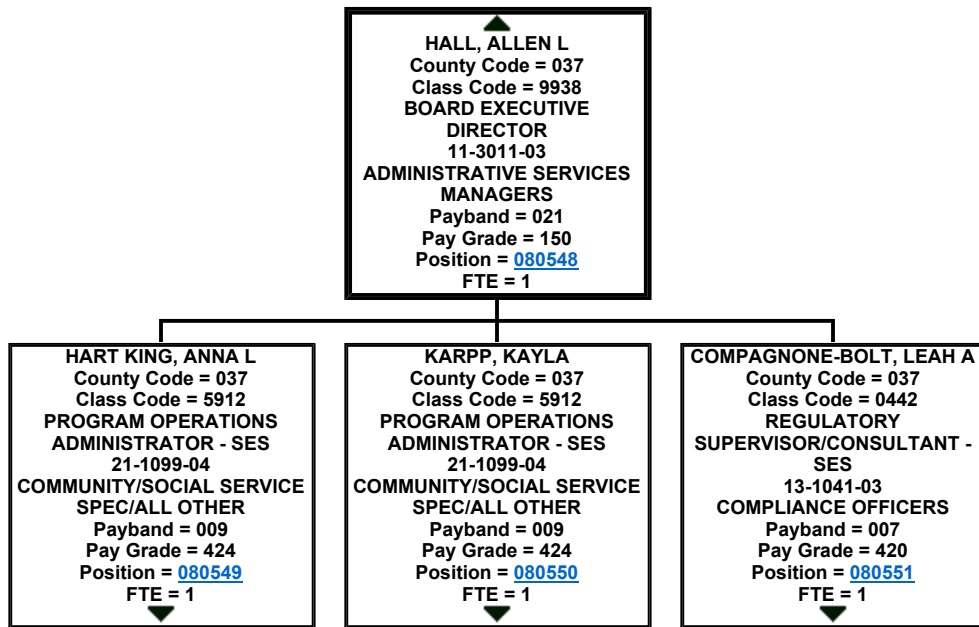 HALL, ALLEN L
County Code = 037
Class Code = 9938
BOARD EXECUTIVE
DIRECTOR
11-3011-03
ADMINISTRATIVE SERVICES
MANAGERS
Payband = 021
Pay Grade = 150
Position = 080548
FTE = 1
HART KING, ANNA L
County Code = 037
Class Code = 5912
PROGRAM OPERATIONS
ADMINISTRATOR - SES
21-1099-04
COMMUNITY/SOCIAL SERVICE
SPEC/ALL OTHER
Payband = 009
Pay Grade = 424
Position = 080549
FTE = 1
KARPP, KAYLA
County Code = 037
Class Code = 5912
PROGRAM OPERATIONS
ADMINISTRATOR - SES
21-1099-04
COMMUNITY/SOCIAL SERVICE
SPEC/ALL OTHER
Payband = 009
Pay Grade = 424
Position = 080550
FTE = 1
COMPAGNONE-BOLT, LEAH A
County Code = 037
Class Code = 0442
REGULATORY
SUPERVISOR/CONSULTANT -
SES
13-1041-03
COMPLIANCE OFFICERS
Payband = 007
Pay Grade = 420
Position = 080551
FTE = 1